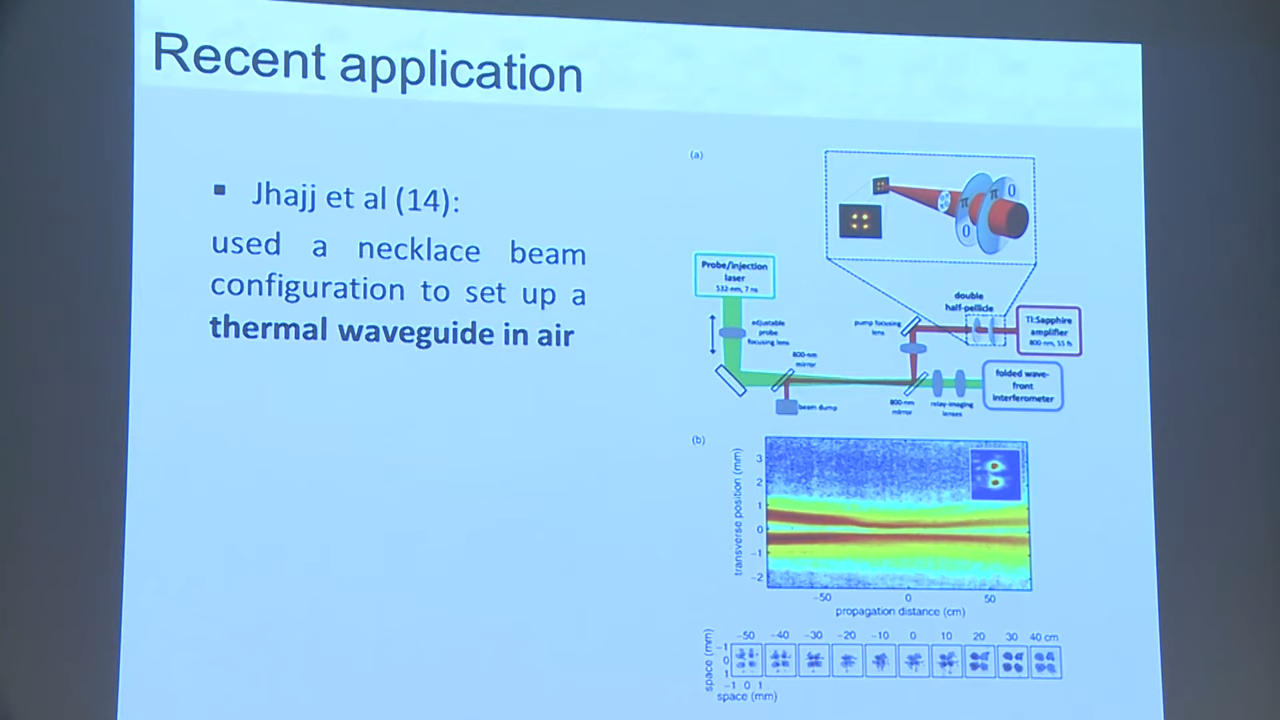 Recent application
▪ Jhajj et al (14):
used a necklace beam
configuration to set up a
thermal waveguide in air
(a)
π
π
0
0
Probe/injection
laser
532-nm, 7 ns
adjustable
probe
focusing lens
800-nm
mirror
beam dump
pump focusing
lens
double
half-pellicle
Ti:Sapphire
amplifier
800 nm, 55 fs
folded wave-
front
interferometer
800-nm
mirror
relay-imaging
lenses
(b)
transverse position (mm)
3
2
1
0
-1
-2
-50 0 50
propagation distance (cm)
-50 -40 -30 -20 -10 0 10 20 30 40 cm
space (mm)
-1
0
1
-1 0 1
space (mm)